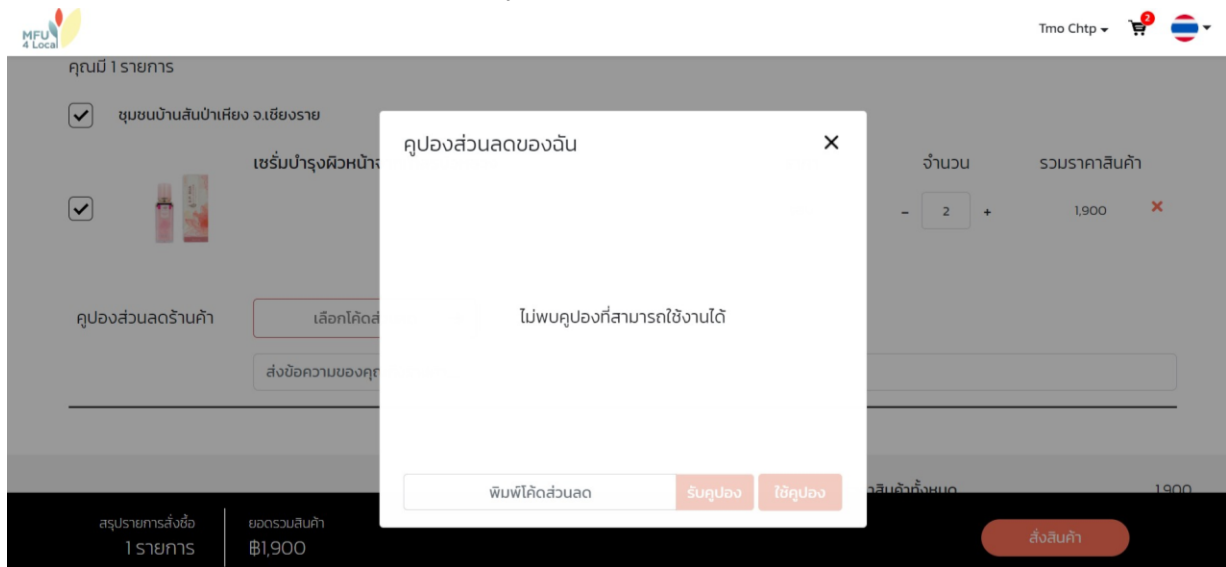 MFU
4 Local
Tmo Chtp
2
คุณมี 1 รายการ
ชุมชนบ้านสันป่าเหียง จ.เชียงราย
คูปองส่วนลดของฉัน
เซรั่มบำรุงผิวหน้า
จำนวน
รวมราคาสินค้า
- 2 +
1,900
คูปองส่วนลดร้านค้า
เลือกโค้ดส่
ไม่พบคูปองที่สามารถใช้งานได้
ส่งข้อความของคุณ
พิมพ์โค้ดส่วนลด
รับคูปอง
ใช้คูปอง
สรุปรายการสั่งซื้อ
1 รายการ
ยอดรวมสินค้า
฿1,900
สั่งสินค้า